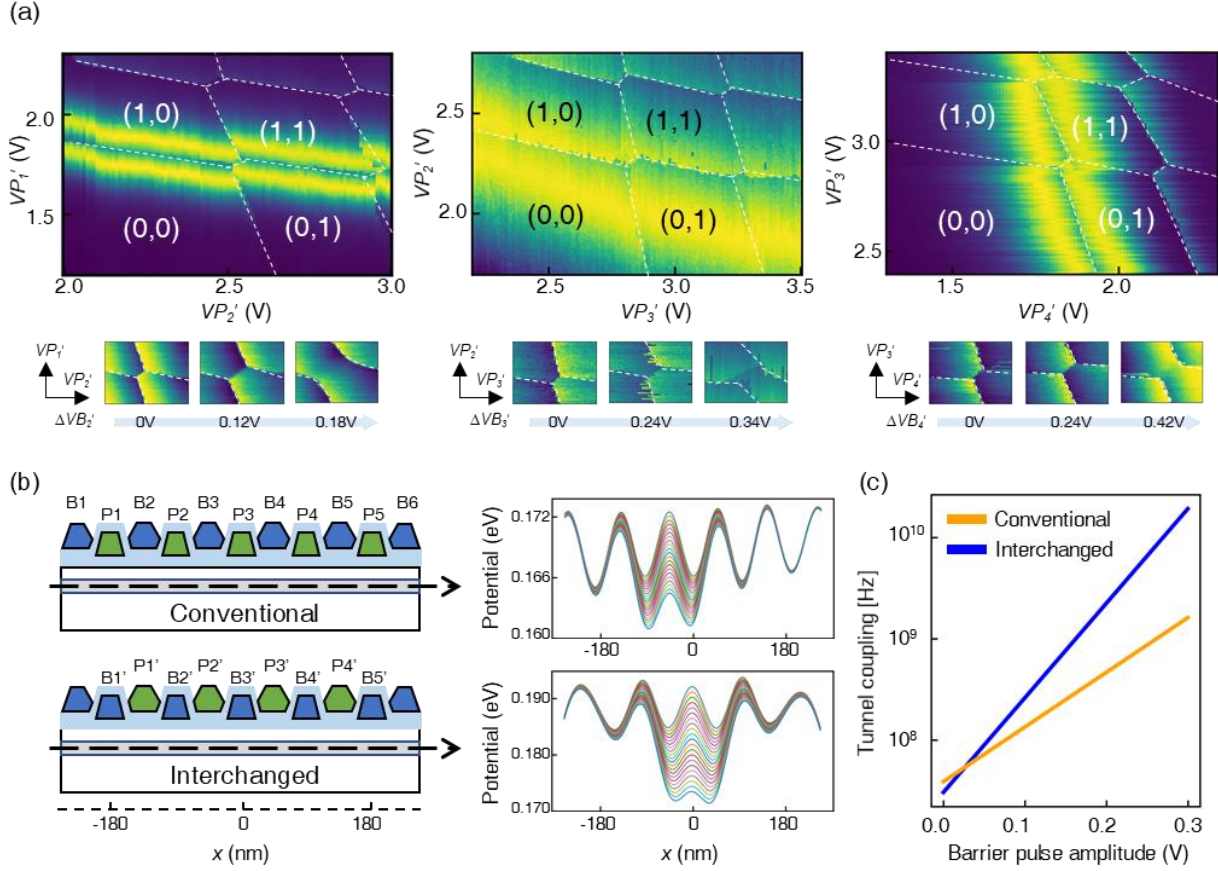 (a)
VP₁' (V)
2.0
1.5
(1,0)
(1,1)
(0,0)
(0,1)
2.0
2.5
3.0
VP₂' (V)
VP₂' (V)
2.5
2.0
(1,0)
(1,1)
(0,0)
(0,1)
2.5
3.0
3.5
VP₃' (V)
VP₃' (V)
3.0
2.5
(1,0)
(1,1)
(0,0)
(0,1)
1.5
2.0
VP₄' (V)
VP₁'
VP₂'
ΔVB₂'
0V
0.12V
0.18V
VP₂'
VP₃'
ΔVB₃'
0V
0.24V
0.34V
VP₃'
VP₄'
ΔVB₄'
0V
0.24V
0.42V
(b)
B1 P1 B2 P2 B3 P3 B4 P4 B5 P5 B6
Conventional
B1' P1' B2' P2' B3' P3' B4' P4' B5'
Interchanged
-180 0 180
x (nm)
Potential (eV)
0.172
0.166
0.160
-180 0 180
Potential (eV)
0.190
0.180
0.170
-180 0 180
x (nm)
(c)
Conventional
Interchanged
Tunnel coupling [Hz]
10¹⁰
10⁹
10⁸
0.0 0.1 0.2 0.3
Barrier pulse amplitude (V)